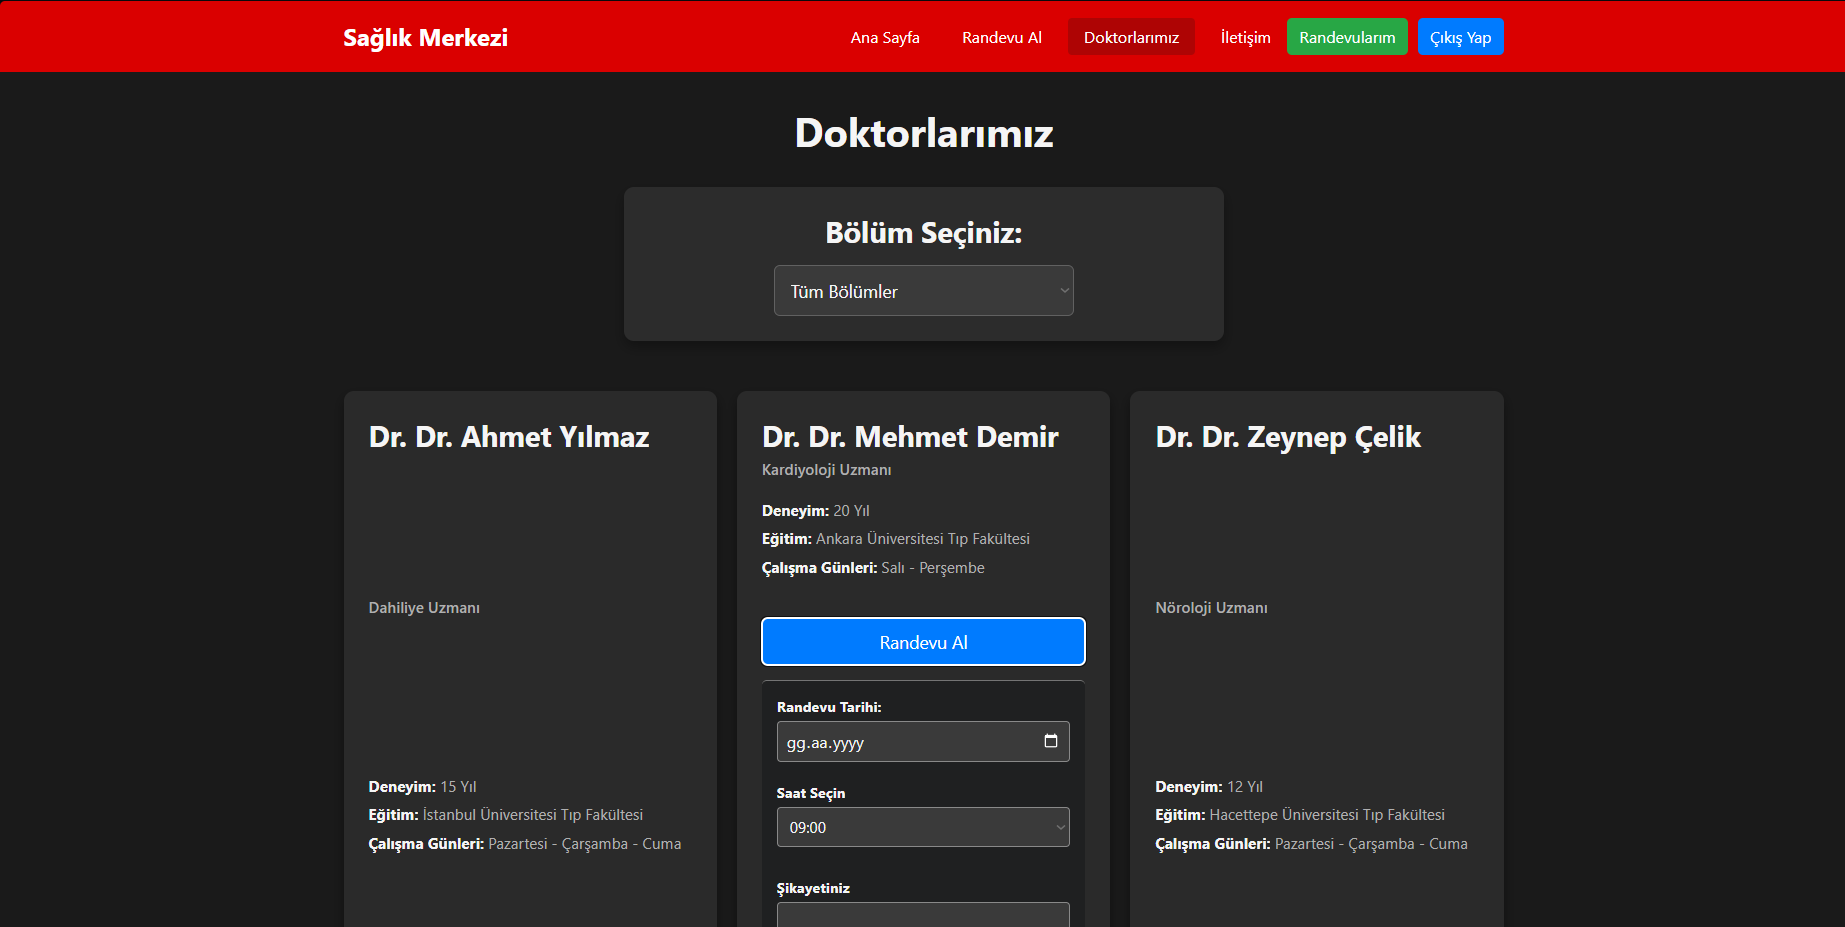 Sağlık Merkezi
Ana Sayfa
Randevu Al
Doktorlarımız
İletişim
Randevularım
Çıkış Yap
Doktorlarımız
Bölüm Seçiniz:
Tüm Bölümler
Dr. Dr. Ahmet Yılmaz
Dahiliye Uzmanı
Deneyim: 15 Yıl
Eğitim: İstanbul Üniversitesi Tıp Fakültesi
Çalışma Günleri: Pazartesi - Çarşamba - Cuma
Dr. Dr. Mehmet Demir
Kardiyoloji Uzmanı
Deneyim: 20 Yıl
Eğitim: Ankara Üniversitesi Tıp Fakültesi
Çalışma Günleri: Salı - Perşembe
Randevu Al
Randevu Tarihi:
gg.aa.yyyy
Saat Seçin
09:00
Şikayetiniz
Dr. Dr. Zeynep Çelik
Nöroloji Uzmanı
Deneyim: 12 Yıl
Eğitim: Hacettepe Üniversitesi Tıp Fakültesi
Çalışma Günleri: Pazartesi - Çarşamba - Cuma